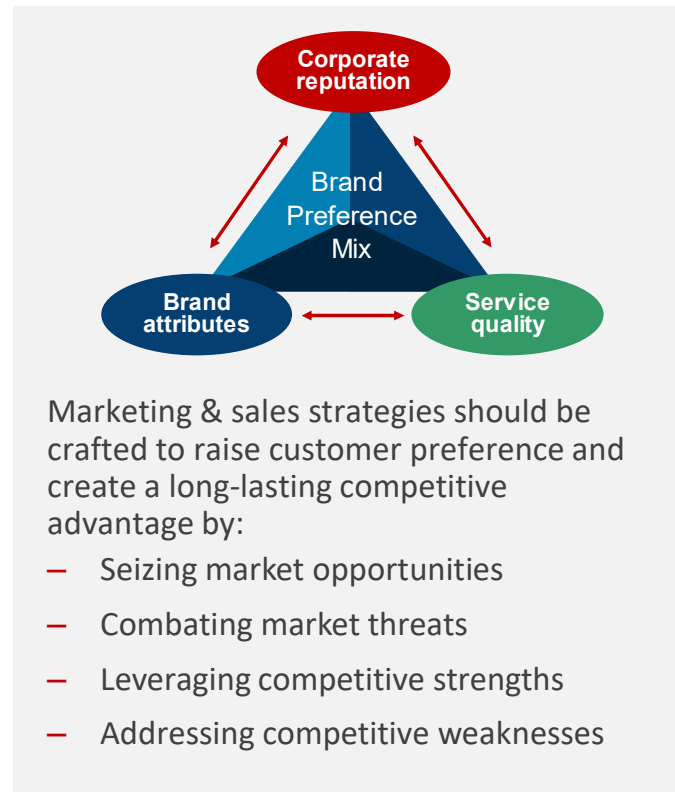 Corporate
reputation
Brand
Preference
Mix
Brand
attributes
Service
quality
Marketing & sales strategies should be
crafted to raise customer preference and
create a long-lasting competitive
advantage by:
– Seizing market opportunities
– Combating market threats
– Leveraging competitive strengths
– Addressing competitive weaknesses